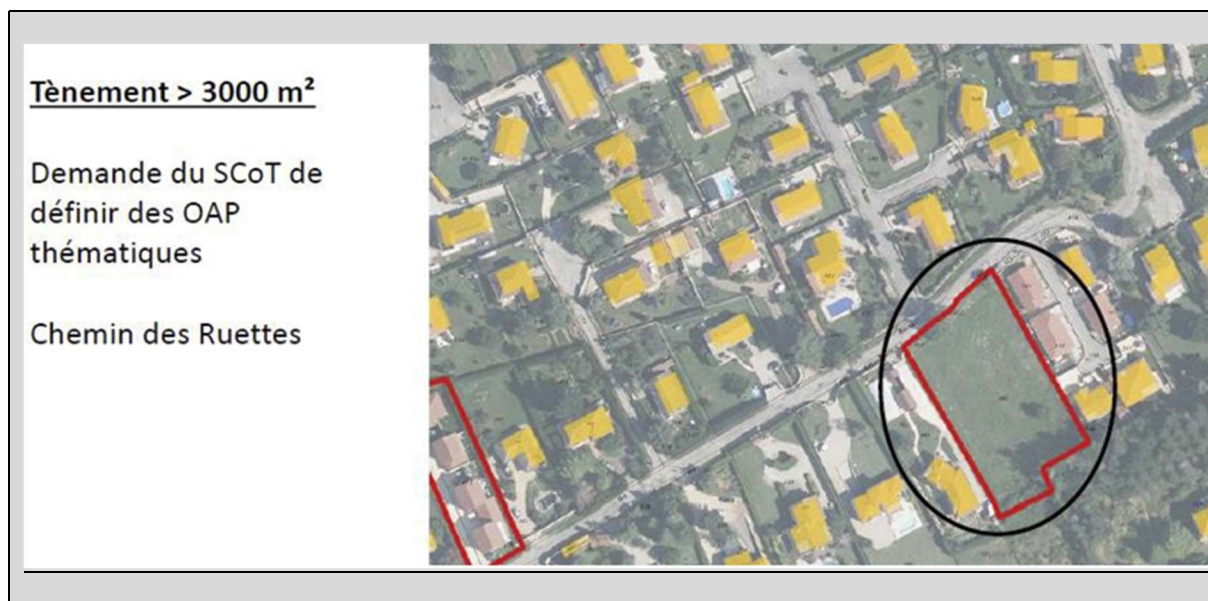 Tènement > 3000 m²
Demande du SCoT de
définir des OAP
thématiques
Chemin des Ruettes